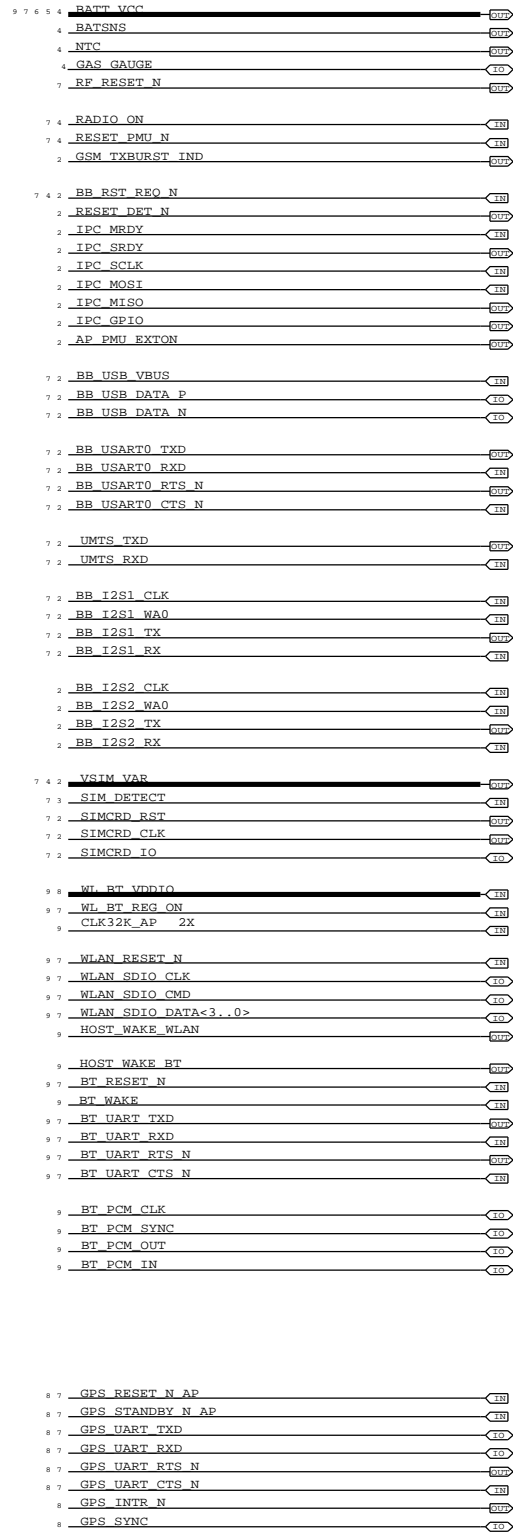 9 7 6 5 4 BATT_VCC OUT
4 BATSNS OUT
4 NTC OUT
4 GAS_GAUGE IO
7 RF_RESET_N OUT
7 4 RADIO_ON IN
7 4 RESET_PMU_N IN
2 GSM_TXBURST_IND OUT
7 4 2 BB_RST_REQ_N IN
2 RESET_DET_N OUT
2 IPC_MRDY IN
2 IPC_SRDY OUT
2 IPC_SCLK IN
2 IPC_MOSI IN
2 IPC_MISO OUT
2 IPC_GPIO OUT
2 AP_PMU_EXTON OUT
7 2 BB_USB_VBUS IN
7 2 BB_USB_DATA_P IO
7 2 BB_USB_DATA_N IO
7 2 BB_USART0_TXD OUT
7 2 BB_USART0_RXD IN
7 2 BB_USART0_RTS_N OUT
7 2 BB_USART0_CTS_N IN
7 2 UMTS_TXD OUT
7 2 UMTS_RXD IN
7 2 BB_I2S1_CLK IN
7 2 BB_I2S1_WA0 IN
7 2 BB_I2S1_TX OUT
7 2 BB_I2S1_RX IN
2 BB_I2S2_CLK IN
2 BB_I2S2_WA0 IN
2 BB_I2S2_TX OUT
2 BB_I2S2_RX IN
7 4 2 VSIM_VAR OUT
7 3 SIM_DETECT IN
7 2 SIMCRD_RST OUT
7 2 SIMCRD_CLK OUT
7 2 SIMCRD_IO IO
9 8 WL_BT_VDDIO IN
9 7 WL_BT_REG_ON IN
9 CLK32K_AP 2X IN
9 7 WLAN_RESET_N IN
9 7 WLAN_SDIO_CLK IO
9 7 WLAN_SDIO_CMD IO
9 7 WLAN_SDIO_DATA<3..0> IO
9 HOST_WAKE_WLAN OUT
9 HOST_WAKE_BT OUT
9 7 BT_RESET_N IN
9 BT_WAKE IN
9 7 BT_UART_TXD OUT
9 7 BT_UART_RXD IN
9 7 BT_UART_RTS_N OUT
9 7 BT_UART_CTS_N IN
9 BT_PCM_CLK IO
9 BT_PCM_SYNC IO
9 BT_PCM_OUT IO
9 BT_PCM_IN IO
8 7 GPS_RESET_N_AP IN
8 7 GPS_STANDBY_N_AP IN
8 7 GPS_UART_TXD IO
8 7 GPS_UART_RXD IO
8 7 GPS_UART_RTS_N OUT
8 7 GPS_UART_CTS_N IN
8 GPS_INTR_N OUT
8 GPS_SYNC IO